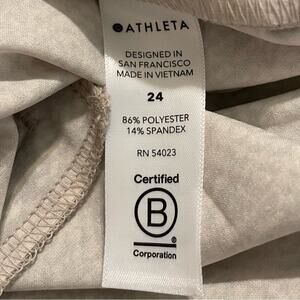 ATHLETA
DESIGNED IN
SAN FRANCISCO
MADE IN VIETNAM
24
86% POLYESTER
14% SPANDEX
RN 54023
Certified
B
Corporation